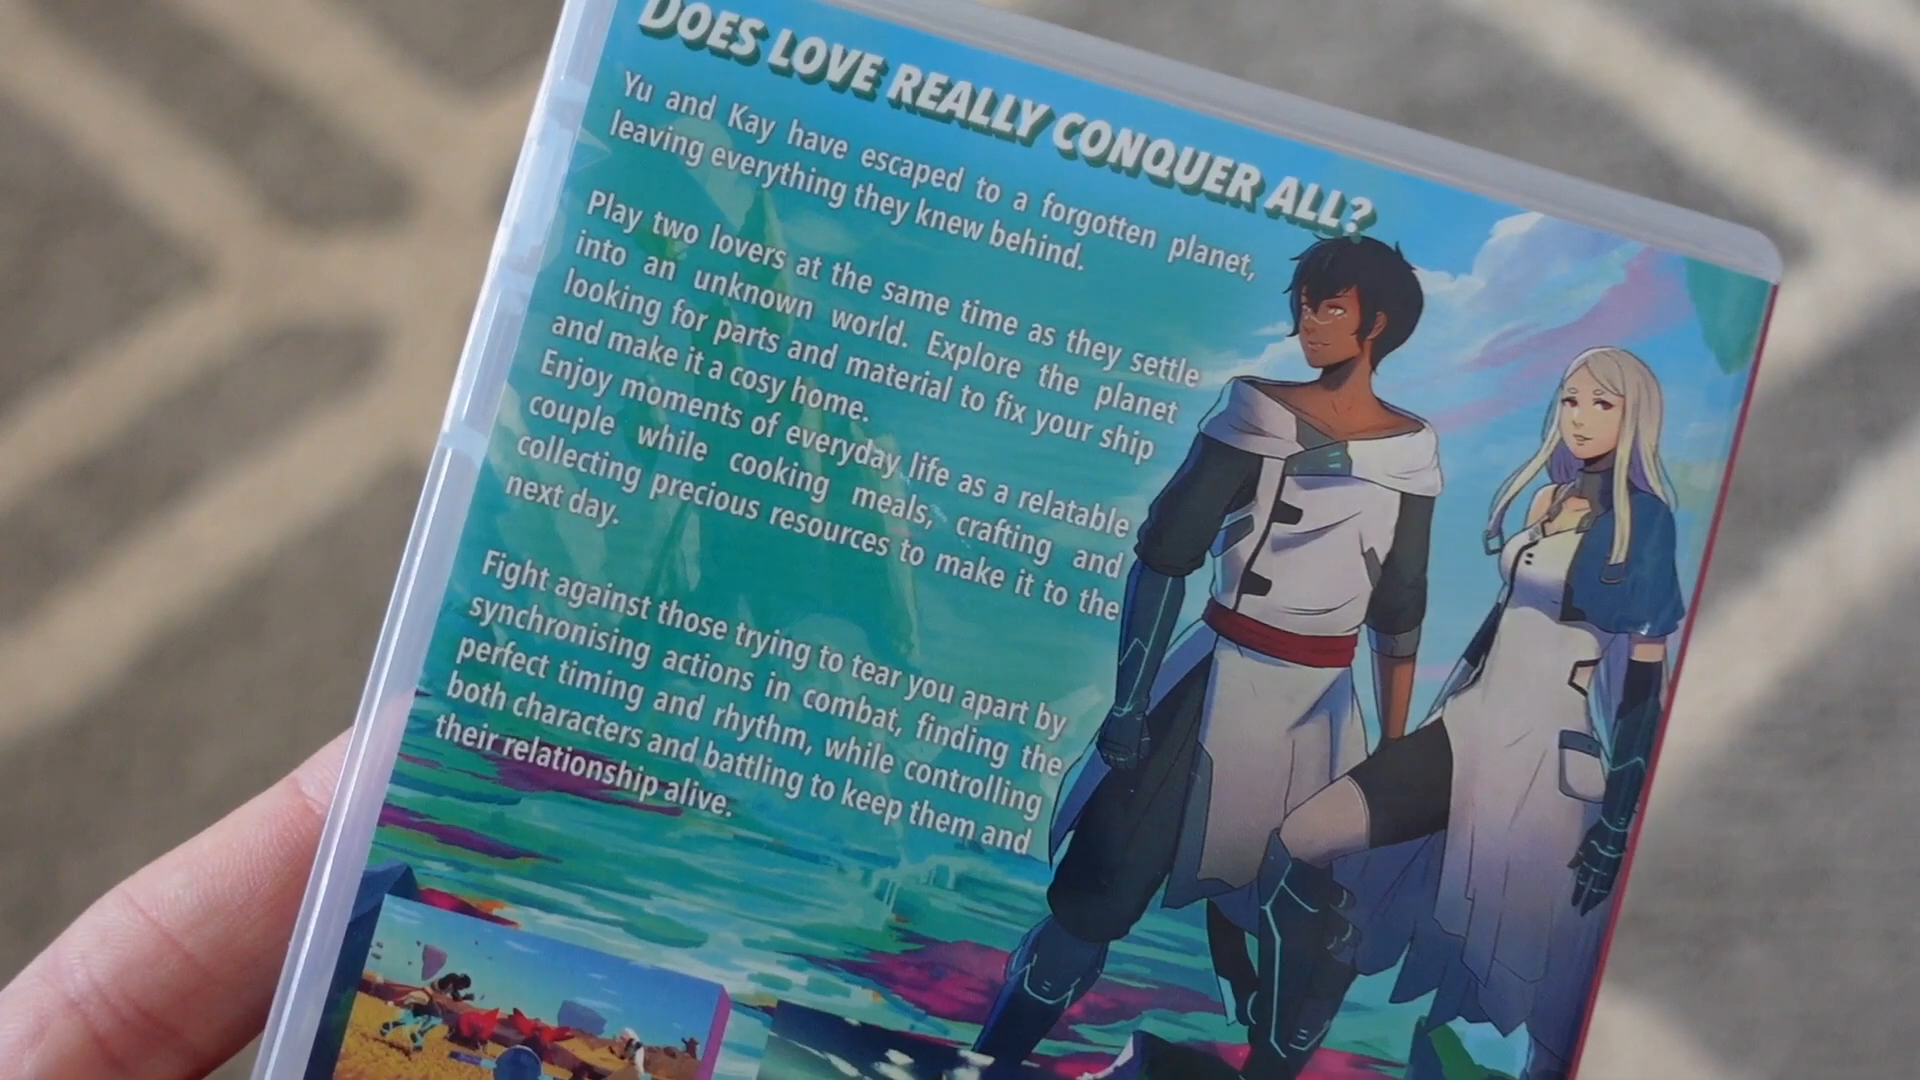 DOES LOVE REALLY CONQUER ALL?
Yu and Kay have escaped to a forgotten planet,
leaving everything they knew behind.
Play two lovers at the same time as they settle
into an unknown world. Explore the planet
looking for parts and material to fix your ship
and make it a cosy home.
Enjoy moments of everyday life as a relatable
couple while cooking meals, crafting and
collecting precious resources to make it to the
next day.
Fight against those trying to tear you apart by
synchronising actions in combat, finding the
perfect timing and rhythm, while controlling
both characters and battling to keep them and
their relationship alive.